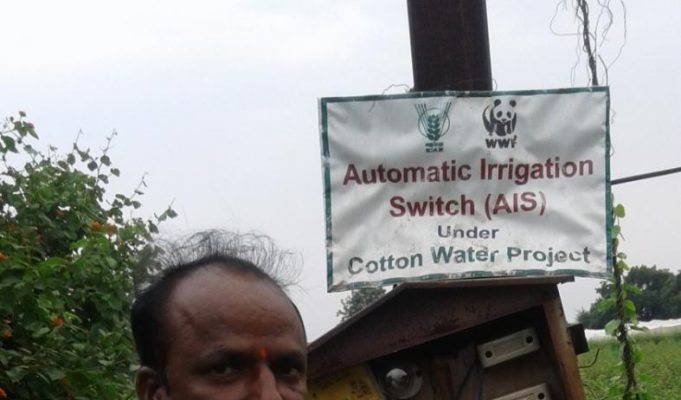 ICAR
WWF
Automatic Irrigation
Switch (AIS)
Under
Cotton Water Project